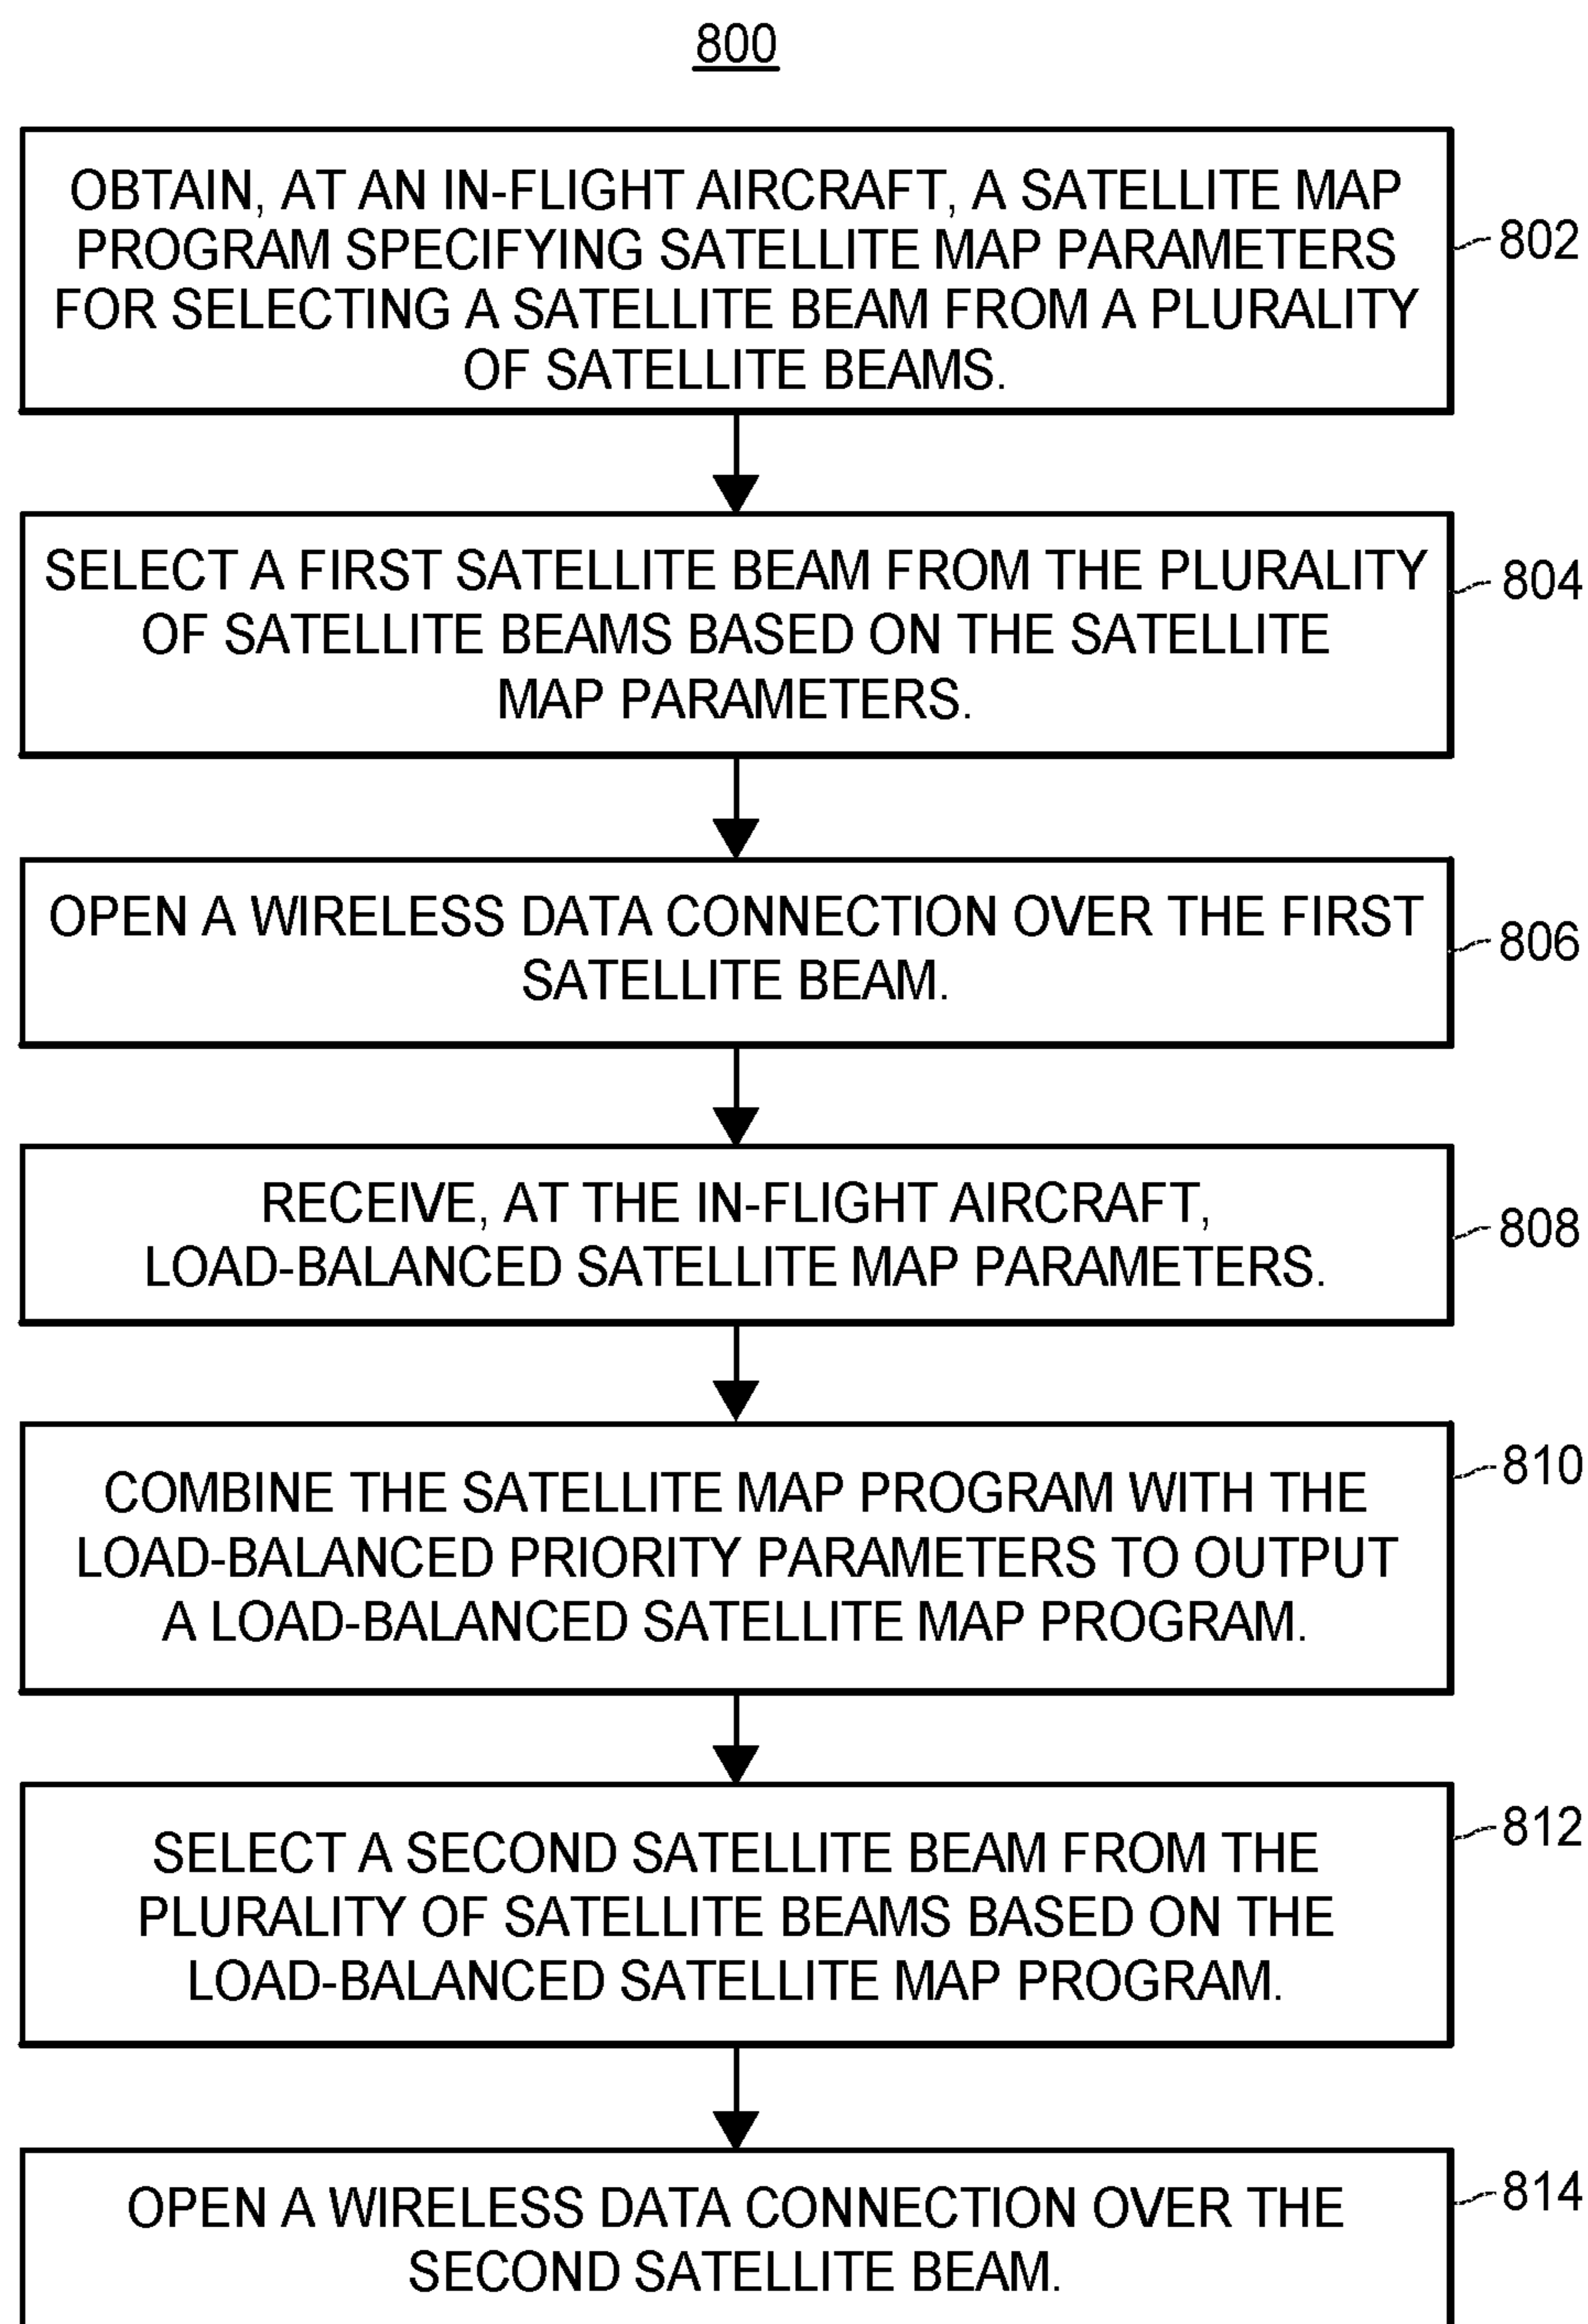 800
OBTAIN, AT AN IN-FLIGHT AIRCRAFT, A SATELLITE MAP
PROGRAM SPECIFYING SATELLITE MAP PARAMETERS
FOR SELECTING A SATELLITE BEAM FROM A PLURALITY
OF SATELLITE BEAMS.
802
SELECT A FIRST SATELLITE BEAM FROM THE PLURALITY
OF SATELLITE BEAMS BASED ON THE SATELLITE
MAP PARAMETERS.
804
OPEN A WIRELESS DATA CONNECTION OVER THE FIRST
SATELLITE BEAM.
806
RECEIVE, AT THE IN-FLIGHT AIRCRAFT,
LOAD-BALANCED SATELLITE MAP PARAMETERS.
808
COMBINE THE SATELLITE MAP PROGRAM WITH THE
LOAD-BALANCED PRIORITY PARAMETERS TO OUTPUT
A LOAD-BALANCED SATELLITE MAP PROGRAM.
810
SELECT A SECOND SATELLITE BEAM FROM THE
PLURALITY OF SATELLITE BEAMS BASED ON THE
LOAD-BALANCED SATELLITE MAP PROGRAM.
812
OPEN A WIRELESS DATA CONNECTION OVER THE
SECOND SATELLITE BEAM.
814